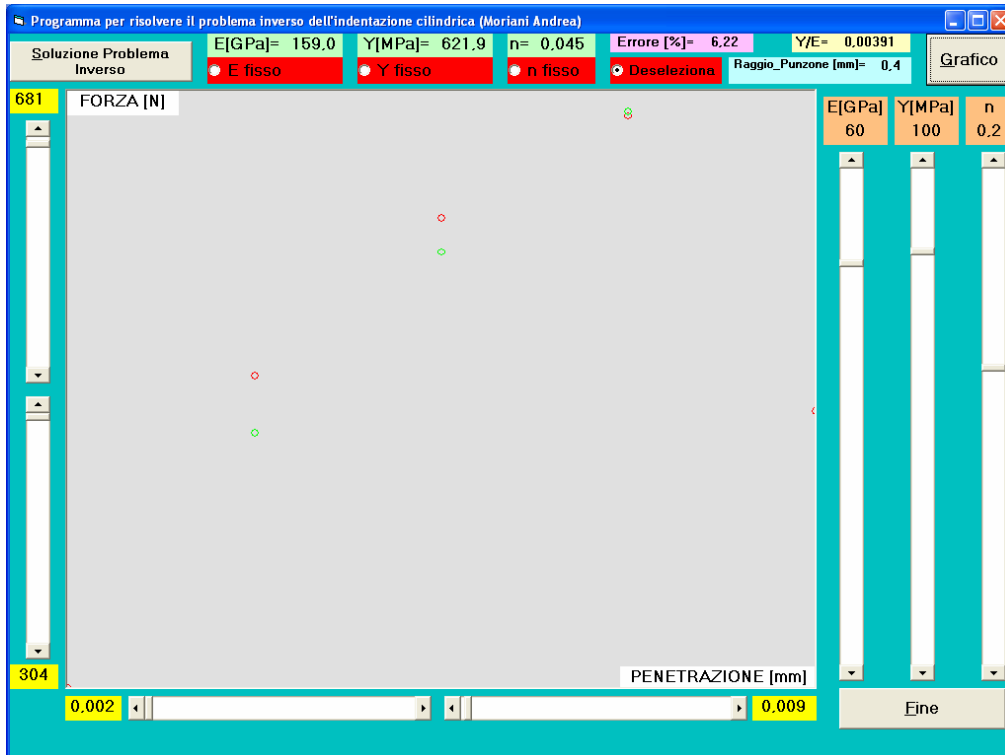 Programma per risolvere il problema inverso dell'indentazione cilindrica (Moriani Andrea)
Soluzione Problema
Inverso
E[GPa]= 159,0
Y[MPa]= 621,9
n= 0,045
Errore [%]= 6,22
Y/E= 0,00391
E fisso
Y fisso
n fisso
Deseleziona
Raggio_Punzone [mm]= 0,4
Grafico
681
FORZA [N]
E[GPa]
60
Y[MPa]
100
n
0,2
304
PENETRAZIONE [mm]
0,002
0,009
Fine